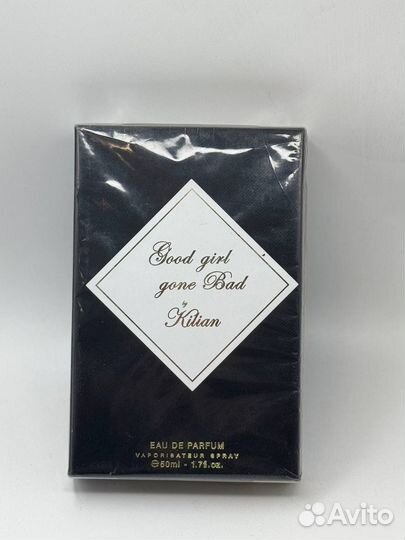 Good girl
gone Bad
by
Kilian
EAU DE PARFUM
VAPORISATEUR SPRAY
⊖50ml - 1.7fl.oz.
Avito